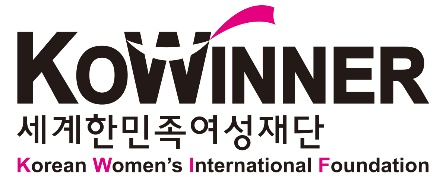 KOWINNER
세계한민족여성재단
Korean Women's International Foundation